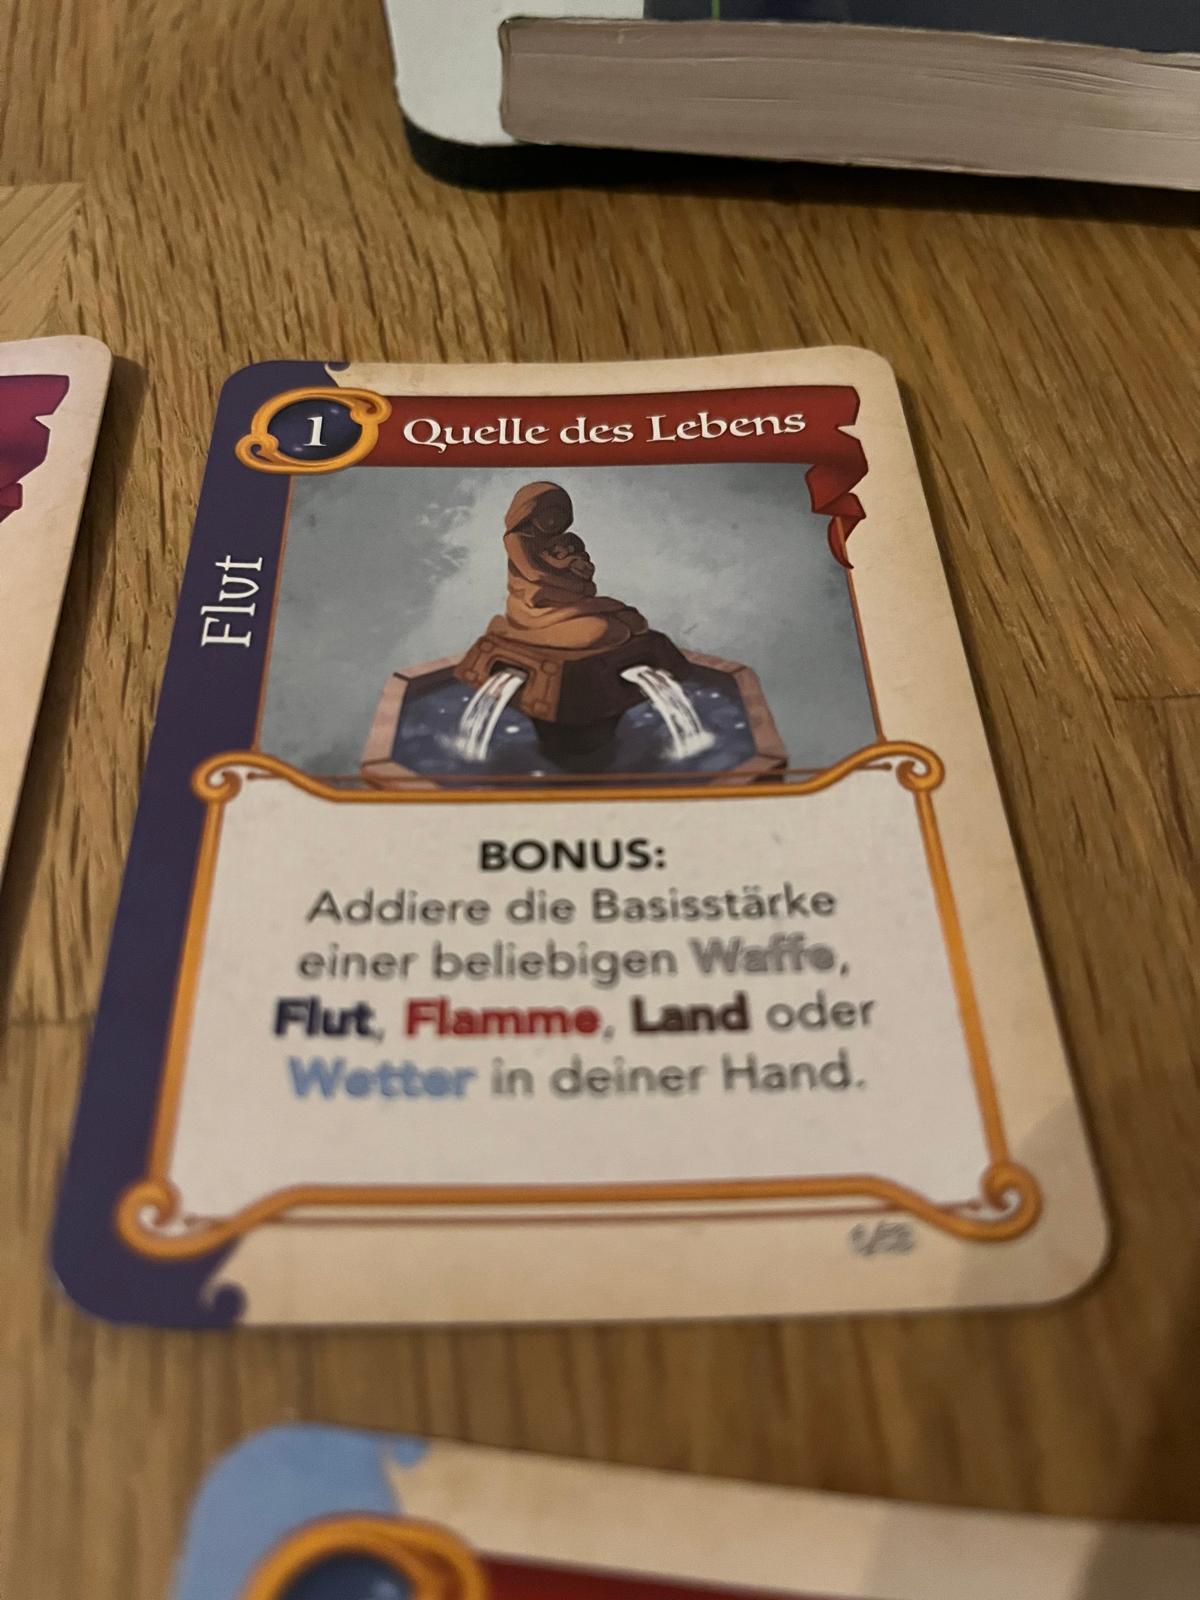 1
Quelle des Lebens
Flut
BONUS:
Addiere die Basisstärke
einer beliebigen Waffe,
Flut, Flamme, Land oder
Wetter in deiner Hand.